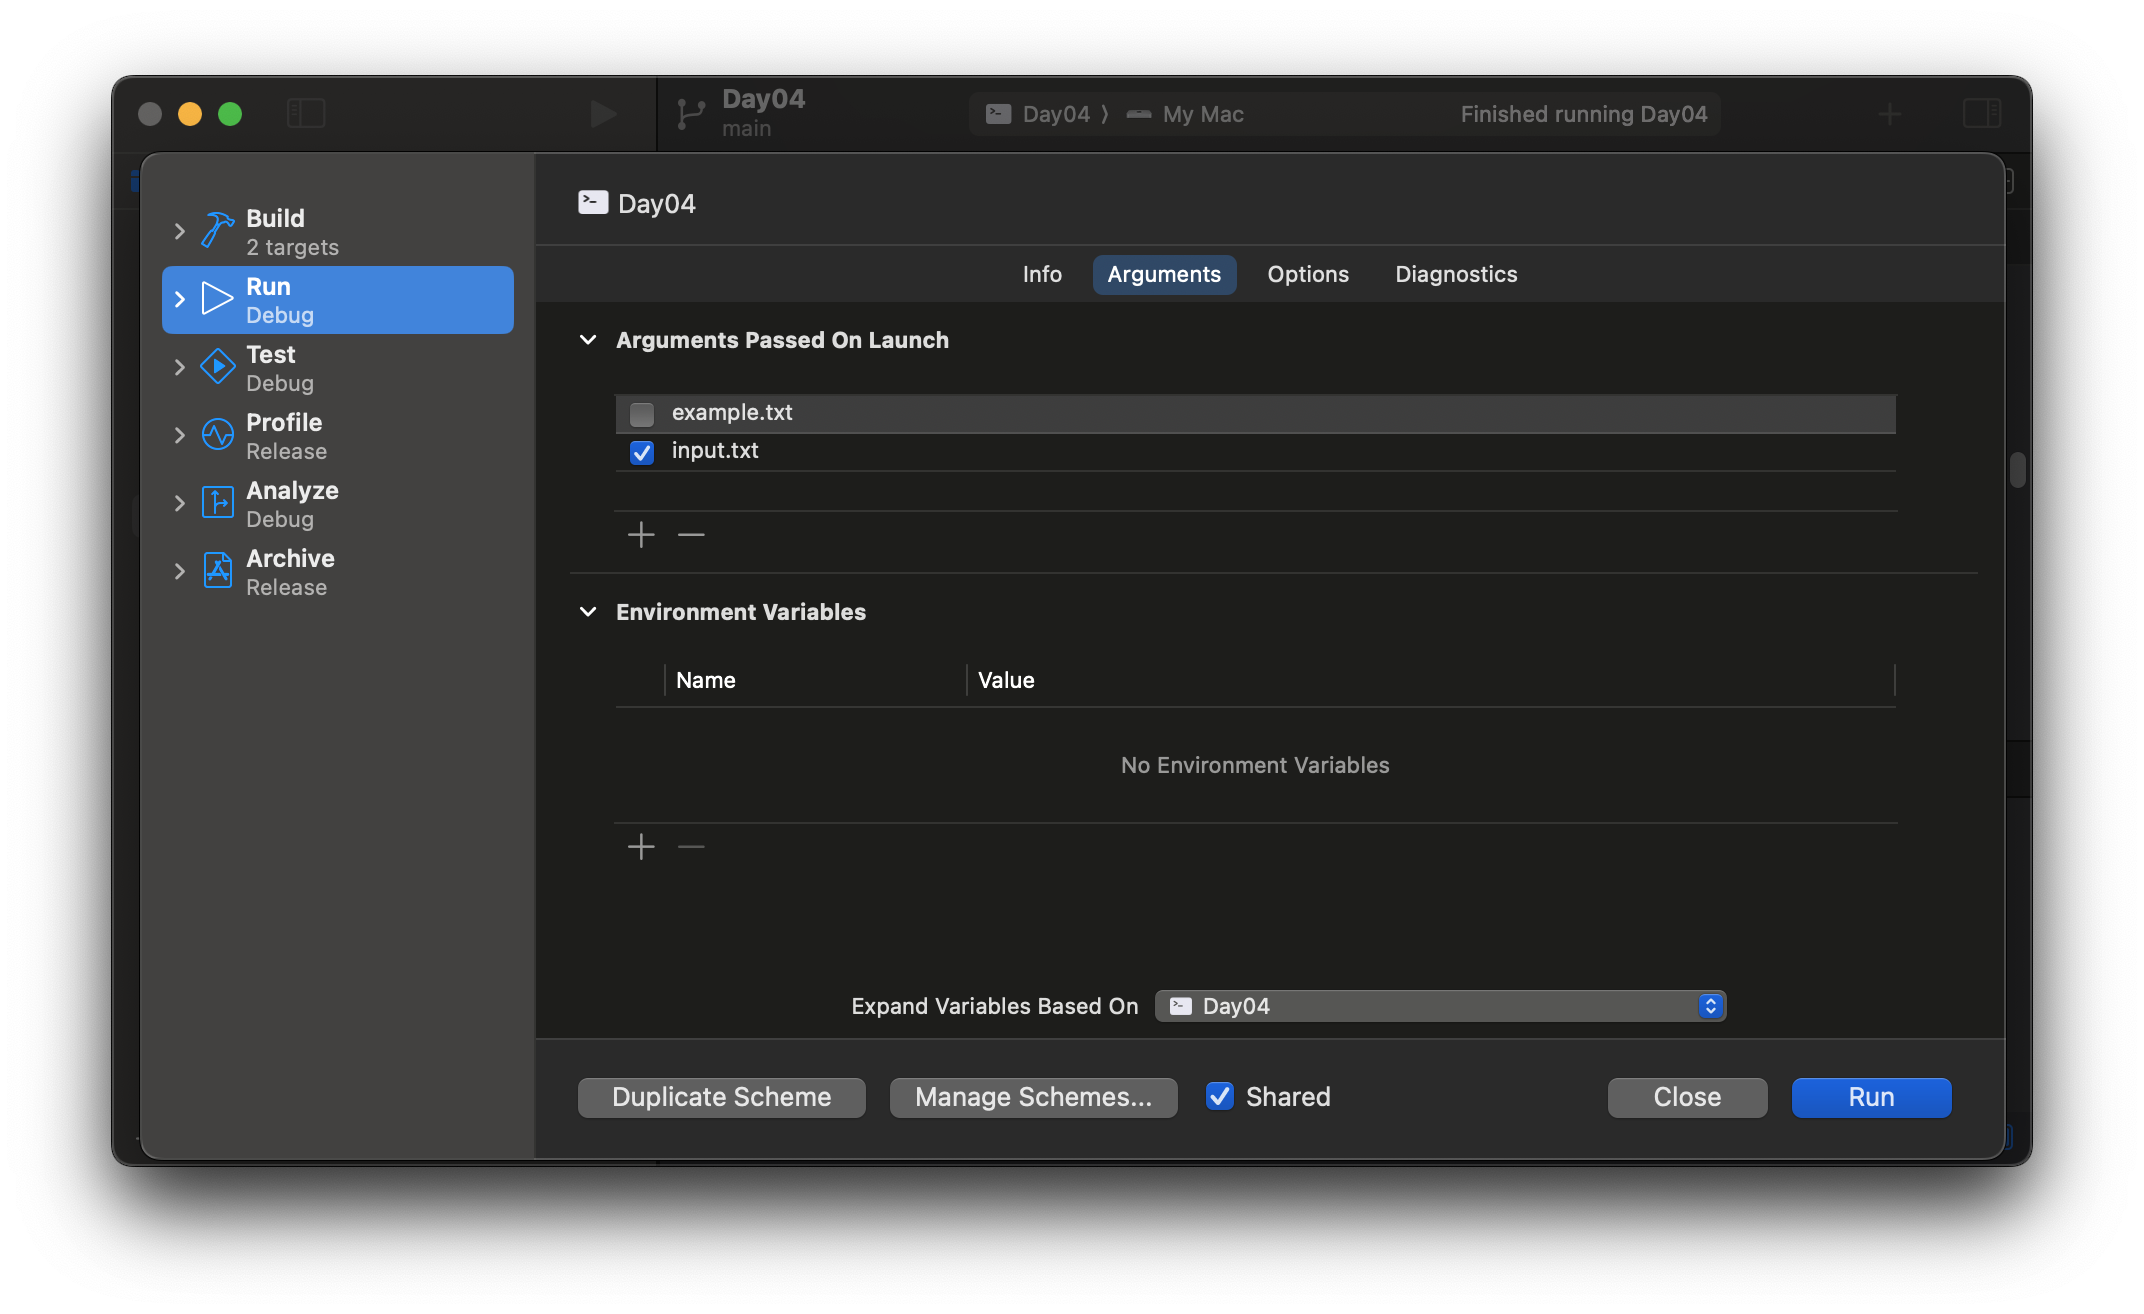 Day04
main
Day04 ⟩ My Mac
Finished running Day04
Build
2 targets
Run
Debug
Test
Debug
Profile
Release
Analyze
Debug
Archive
Release
Day04
Info Arguments Options Diagnostics
Arguments Passed On Launch
example.txt
input.txt
Environment Variables
Name Value
No Environment Variables
Expand Variables Based On Day04
Duplicate Scheme Manage Schemes... Shared Close Run